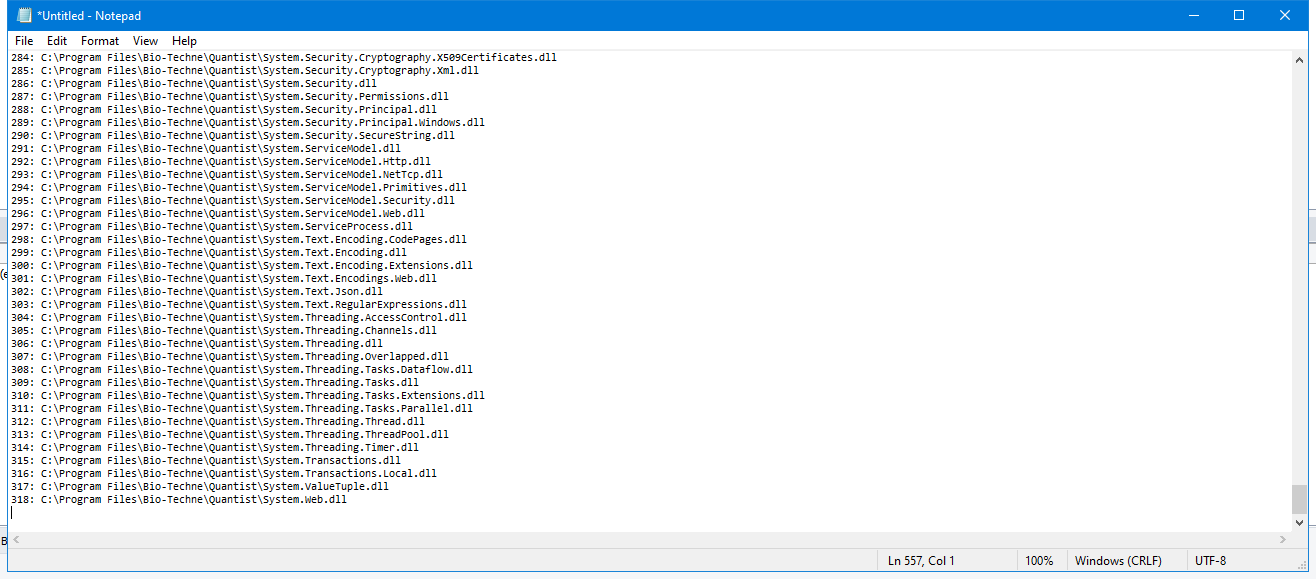 *Untitled - Notepad
File Edit Format View Help
284: C:\Program Files\Bio-Techne\Quantist\System.Security.Cryptography.X509Certificates.dll
285: C:\Program Files\Bio-Techne\Quantist\System.Security.Cryptography.Xml.dll
286: C:\Program Files\Bio-Techne\Quantist\System.Security.dll
287: C:\Program Files\Bio-Techne\Quantist\System.Security.Permissions.dll
288: C:\Program Files\Bio-Techne\Quantist\System.Security.Principal.dll
289: C:\Program Files\Bio-Techne\Quantist\System.Security.Principal.Windows.dll
290: C:\Program Files\Bio-Techne\Quantist\System.Security.SecureString.dll
291: C:\Program Files\Bio-Techne\Quantist\System.ServiceModel.dll
292: C:\Program Files\Bio-Techne\Quantist\System.ServiceModel.Http.dll
293: C:\Program Files\Bio-Techne\Quantist\System.ServiceModel.NetTcp.dll
294: C:\Program Files\Bio-Techne\Quantist\System.ServiceModel.Primitives.dll
295: C:\Program Files\Bio-Techne\Quantist\System.ServiceModel.Security.dll
296: C:\Program Files\Bio-Techne\Quantist\System.ServiceModel.Web.dll
297: C:\Program Files\Bio-Techne\Quantist\System.ServiceProcess.dll
298: C:\Program Files\Bio-Techne\Quantist\System.Text.Encoding.CodePages.dll
299: C:\Program Files\Bio-Techne\Quantist\System.Text.Encoding.dll
300: C:\Program Files\Bio-Techne\Quantist\System.Text.Encoding.Extensions.dll
301: C:\Program Files\Bio-Techne\Quantist\System.Text.Encodings.Web.dll
302: C:\Program Files\Bio-Techne\Quantist\System.Text.Json.dll
303: C:\Program Files\Bio-Techne\Quantist\System.Text.RegularExpressions.dll
304: C:\Program Files\Bio-Techne\Quantist\System.Threading.AccessControl.dll
305: C:\Program Files\Bio-Techne\Quantist\System.Threading.Channels.dll
306: C:\Program Files\Bio-Techne\Quantist\System.Threading.dll
307: C:\Program Files\Bio-Techne\Quantist\System.Threading.Overlapped.dll
308: C:\Program Files\Bio-Techne\Quantist\System.Threading.Tasks.Dataflow.dll
309: C:\Program Files\Bio-Techne\Quantist\System.Threading.Tasks.dll
310: C:\Program Files\Bio-Techne\Quantist\System.Threading.Tasks.Extensions.dll
311: C:\Program Files\Bio-Techne\Quantist\System.Threading.Tasks.Parallel.dll
312: C:\Program Files\Bio-Techne\Quantist\System.Threading.Thread.dll
313: C:\Program Files\Bio-Techne\Quantist\System.Threading.ThreadPool.dll
314: C:\Program Files\Bio-Techne\Quantist\System.Threading.Timer.dll
315: C:\Program Files\Bio-Techne\Quantist\System.Transactions.dll
316: C:\Program Files\Bio-Techne\Quantist\System.Transactions.Local.dll
317: C:\Program Files\Bio-Techne\Quantist\System.ValueTuple.dll
318: C:\Program Files\Bio-Techne\Quantist\System.Web.dll
Ln 557, Col 1 100% Windows (CRLF) UTF-8